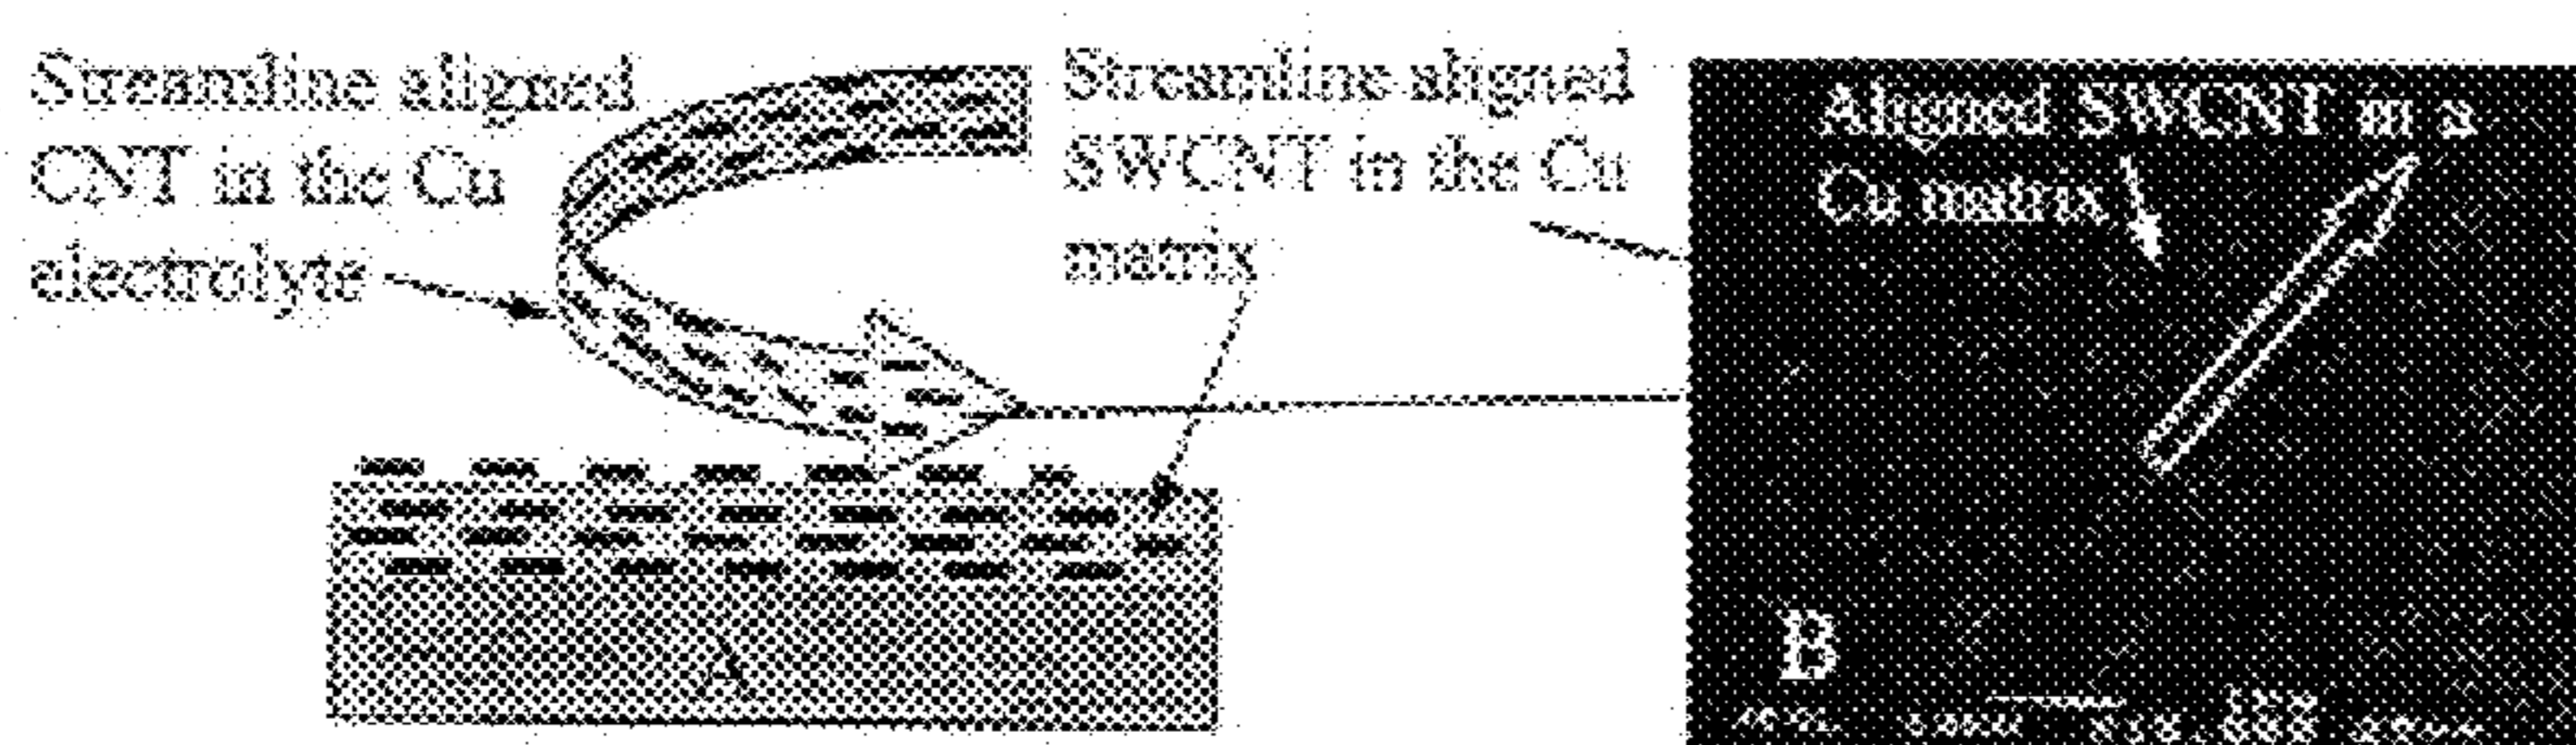 Streamline aligned
CNT in the Cu
electrolyte
Streamline aligned
SWCNT in the Cu
matrix
A
Aligned SWCNT in a
Cu matrix
B